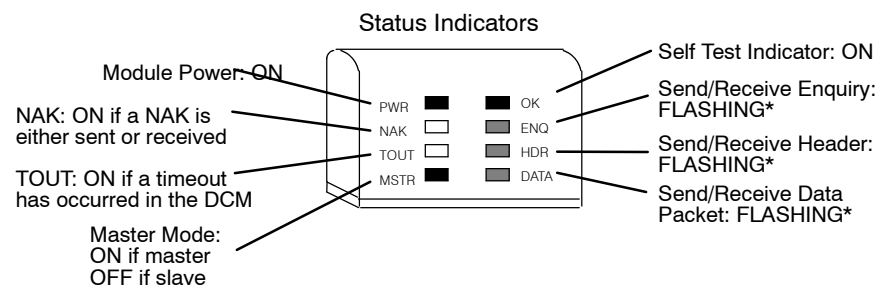 Status Indicators
Module Power: ON
NAK: ON if a NAK is
either sent or received
TOUT: ON if a timeout
has occurred in the DCM
Master Mode:
ON if master
OFF if slave
PWR
NAK
TOUT
MSTR
OK
ENQ
HDR
DATA
Self Test Indicator: ON
Send/Receive Enquiry:
FLASHING*
Send/Receive Header:
FLASHING*
Send/Receive Data
Packet: FLASHING*